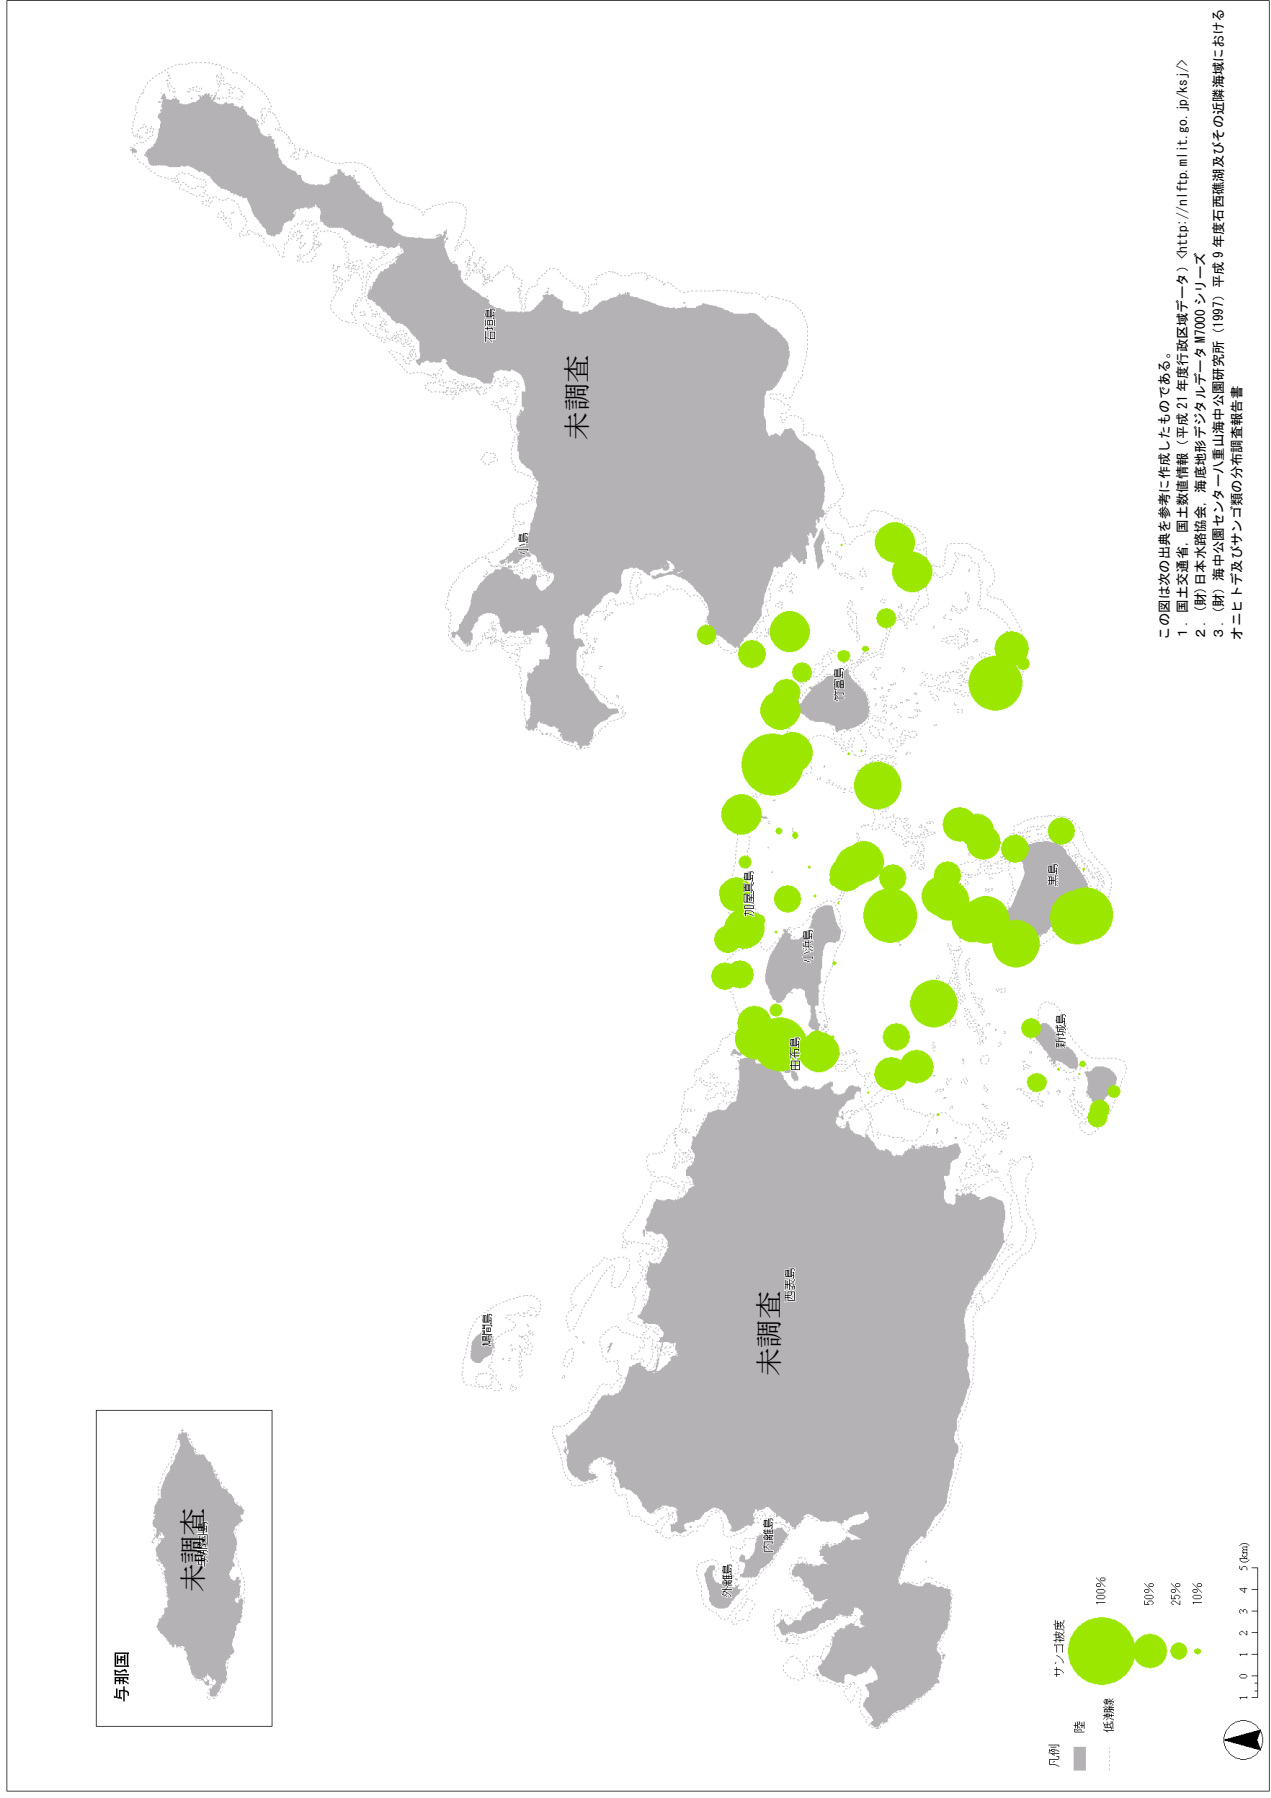 この図は次の出典を参考に作成したものである。
1. 国土交通省, 国土数値情報（平成 21 年度行政区域データ）<http://nlftp.mlit.go.jp/ksj/>
2. (財) 日本水路協会, 海底地形デジタルデータ M7000 シリーズ
3. (財) 海中公園センター八重山海中公園研究所 (1997) 平成 9 年度石西礁湖及びその近隣海域における
オニヒトデ及びサンゴ類の分布調査報告書
石垣島
未調査
小島
竹富島
加屋真島
小浜島
黒島
由布島
新城島
西表島
未調査
鳩間島
内離島
外離島
与那国
未調査
凡例
陸
低潮線
サンゴ被度
100%
50%
25%
10%
1 0 1 2 3 4 5 (km)